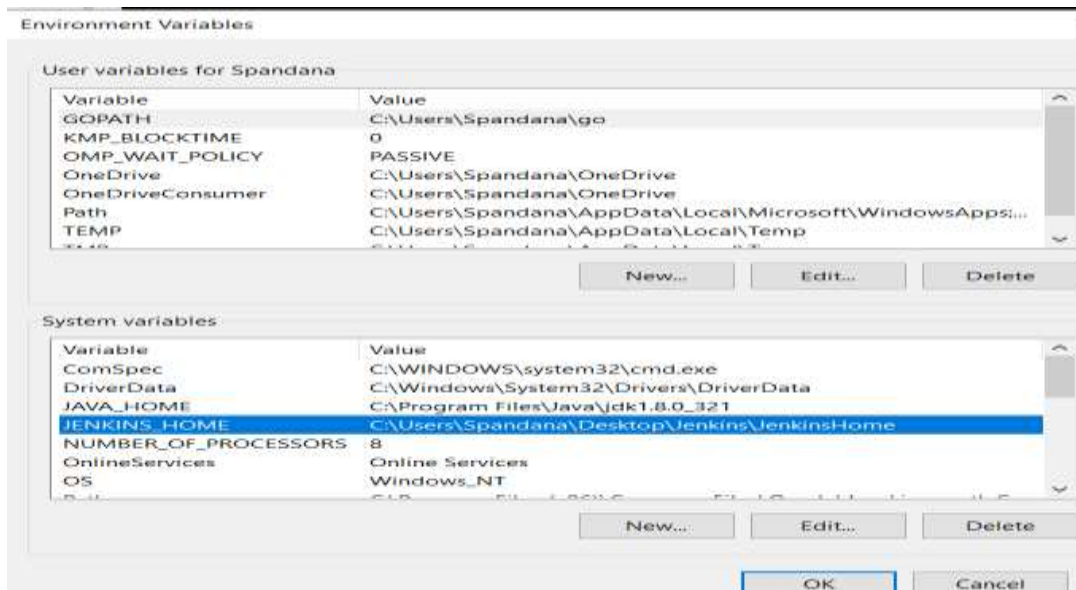 Environment Variables
User variables for Spandana
Variable Value
GOPATH C:\Users\Spandana\go
KMP_BLOCKTIME 0
OMP_WAIT_POLICY PASSIVE
OneDrive C:\Users\Spandana\OneDrive
OneDriveConsumer C:\Users\Spandana\OneDrive
Path C:\Users\Spandana\AppData\Local\Microsoft\WindowsApps;...
TEMP C:\Users\Spandana\AppData\Local\Temp
New... Edit... Delete
System variables
Variable Value
ComSpec C:\WINDOWS\system32\cmd.exe
DriverData C:\Windows\System32\Drivers\DriverData
JAVA_HOME C:\Program Files\Java\jdk1.8.0_321
JENKINS_HOME C:\Users\Spandana\Desktop\Jenkins\JenkinsHome
NUMBER_OF_PROCESSORS 8
OnlineServices Online Services
OS Windows_NT
New... Edit... Delete
OK Cancel